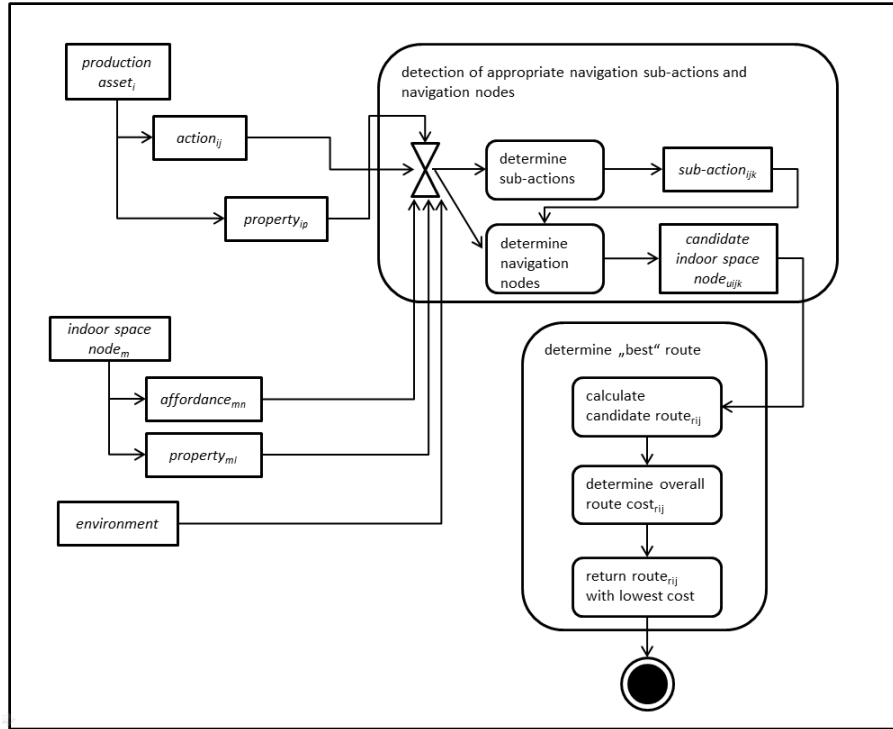 production
asset_i
action_ij
property_ip
detection of appropriate navigation sub-actions and
navigation nodes
determine
sub-actions
sub-action_ijk
determine
navigation
nodes
candidate
indoor space
node_uijk
indoor space
node_m
affordance_mn
property_ml
environment
determine „best“ route
calculate
candidate route_rij
determine overall
route cost_rij
return route_rij
with lowest cost